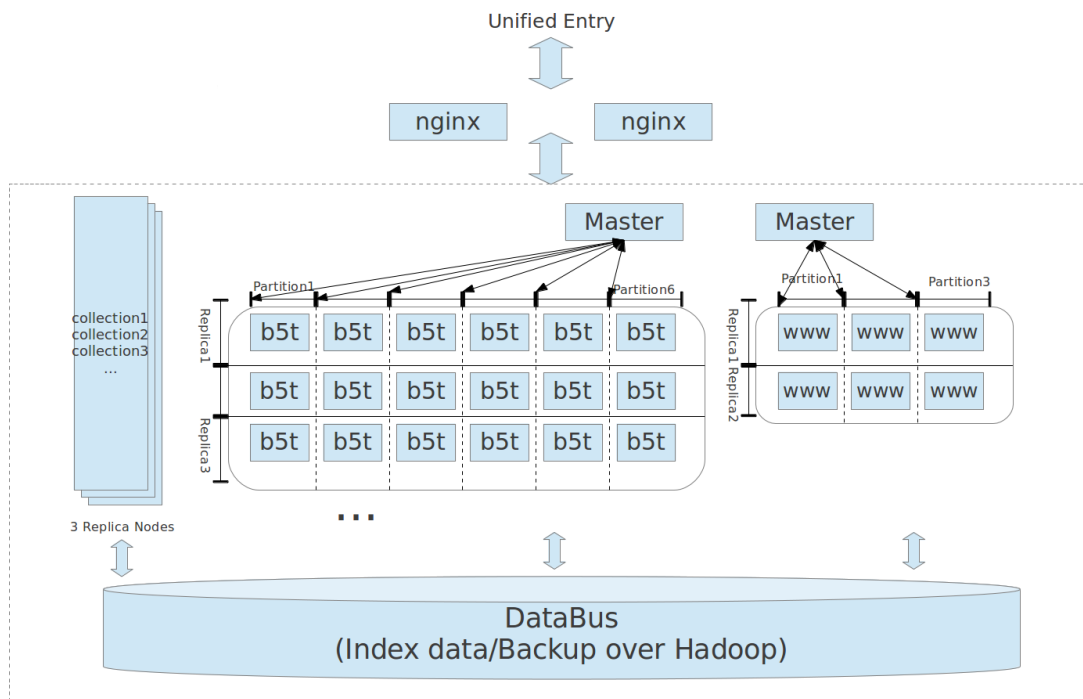 Unified Entry
nginx nginx
Master Master
Partition1 Partition6 Partition1 Partition3
Replica1
b5t b5t b5t b5t b5t b5t
b5t b5t b5t b5t b5t b5t
Replica3
b5t b5t b5t b5t b5t b5t
...
Replica1
www www www
Replica2
www www www
collection1
collection2
collection3
...
3 Replica Nodes
DataBus
(Index data/Backup over Hadoop)